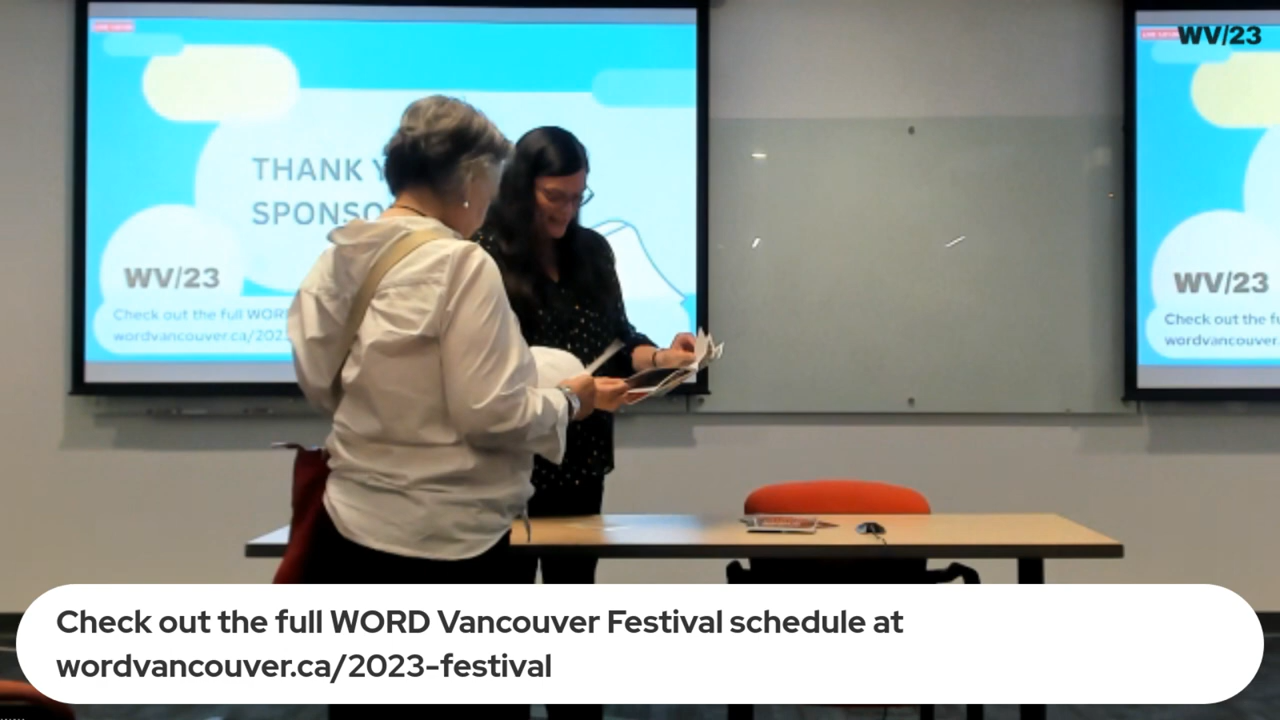 WV/23
THANK Y
SPONSO
WV/23
Check out the full WOR
wordvancouver.ca/202
WV/23
Check out the fu
wordvancouver.
Check out the full WORD Vancouver Festival schedule at
wordvancouver.ca/2023-festival